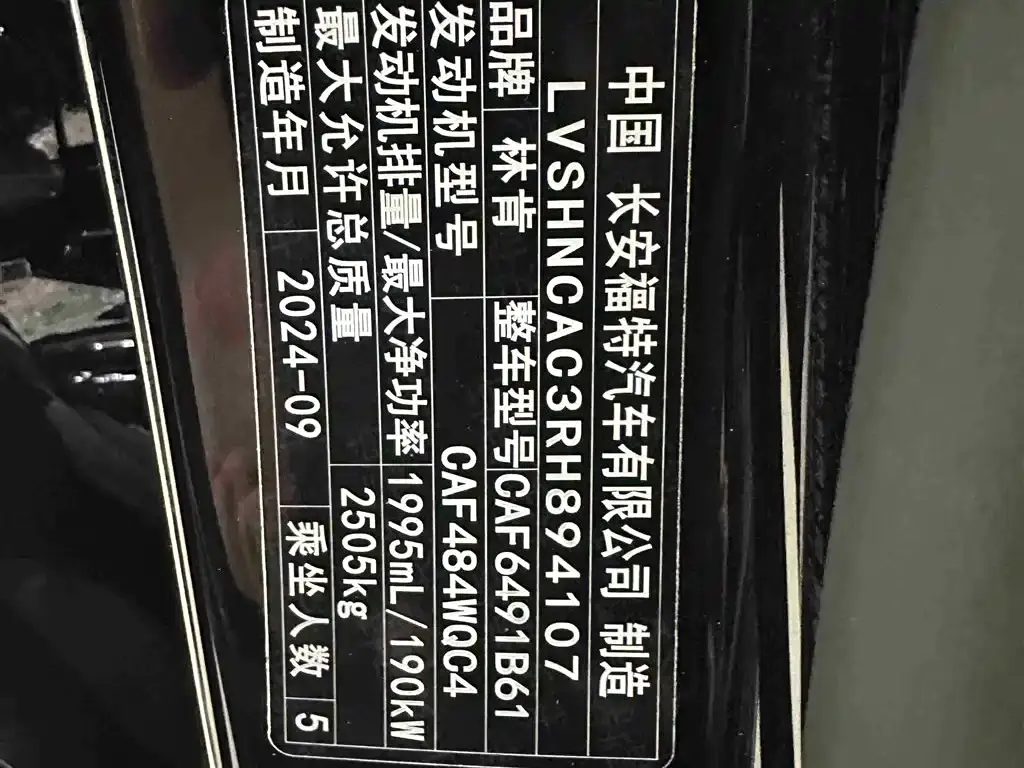 中国 长安福特汽车有限公司 制造
LVSHNCAC3RH894107
品牌 林肯 整车型号 CAF6491B61
发动机型号 CAF484WQC4
发动机排量/最大净功率 1995mL/190kW
最大允许总质量 2505kg
制造年月 2024-09 乘坐人数 5